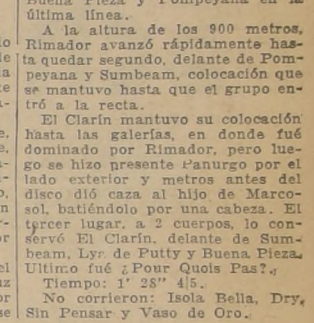 Buena Pieza y Pompeyana en la
última línea.
A la altura de los 900 metros,
Rimador avanzó rápidamente has-
ta quedar segundo, delante de Pom-
peyana y Sumbeam, colocación que
se mantuvo hasta que el grupo en-
tró a la recta.
El Clarín mantuvo su colocación
hasta las galerías, en donde fué
dominado por Rimador, pero lue-
go se hizo presente Panurgo por el
lado exterior y metros antes del
disco dió caza al hijo de Marco-
sol, batiéndolo por una cabeza. El
tercer lugar, a 2 cuerpos, lo con-
servó El Clarín, delante de Sum-
beam, Lyr de Putty y Buena Pieza.
Ultimo fué ¿Pour Quois Pas?.
Tiempo: 1' 28" 4|5.
No corrieron: Isola Bella, Dry,
Sin Pensar y Vaso de Oro.